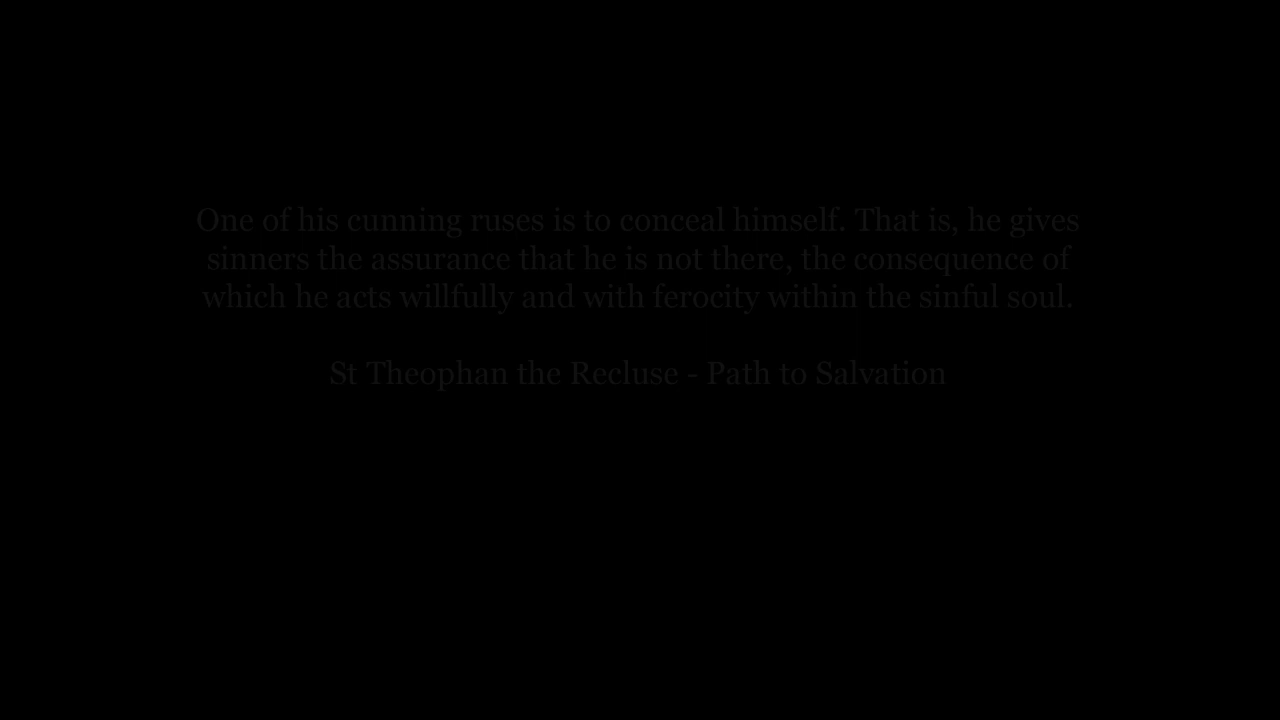 One of his cunning ruses is to conceal himself. That is, he gives
sinners the assurance that he is not there, the consequence of
which he acts willfully and with ferocity within the sinful soul.
St Theophan the Recluse - Path to Salvation